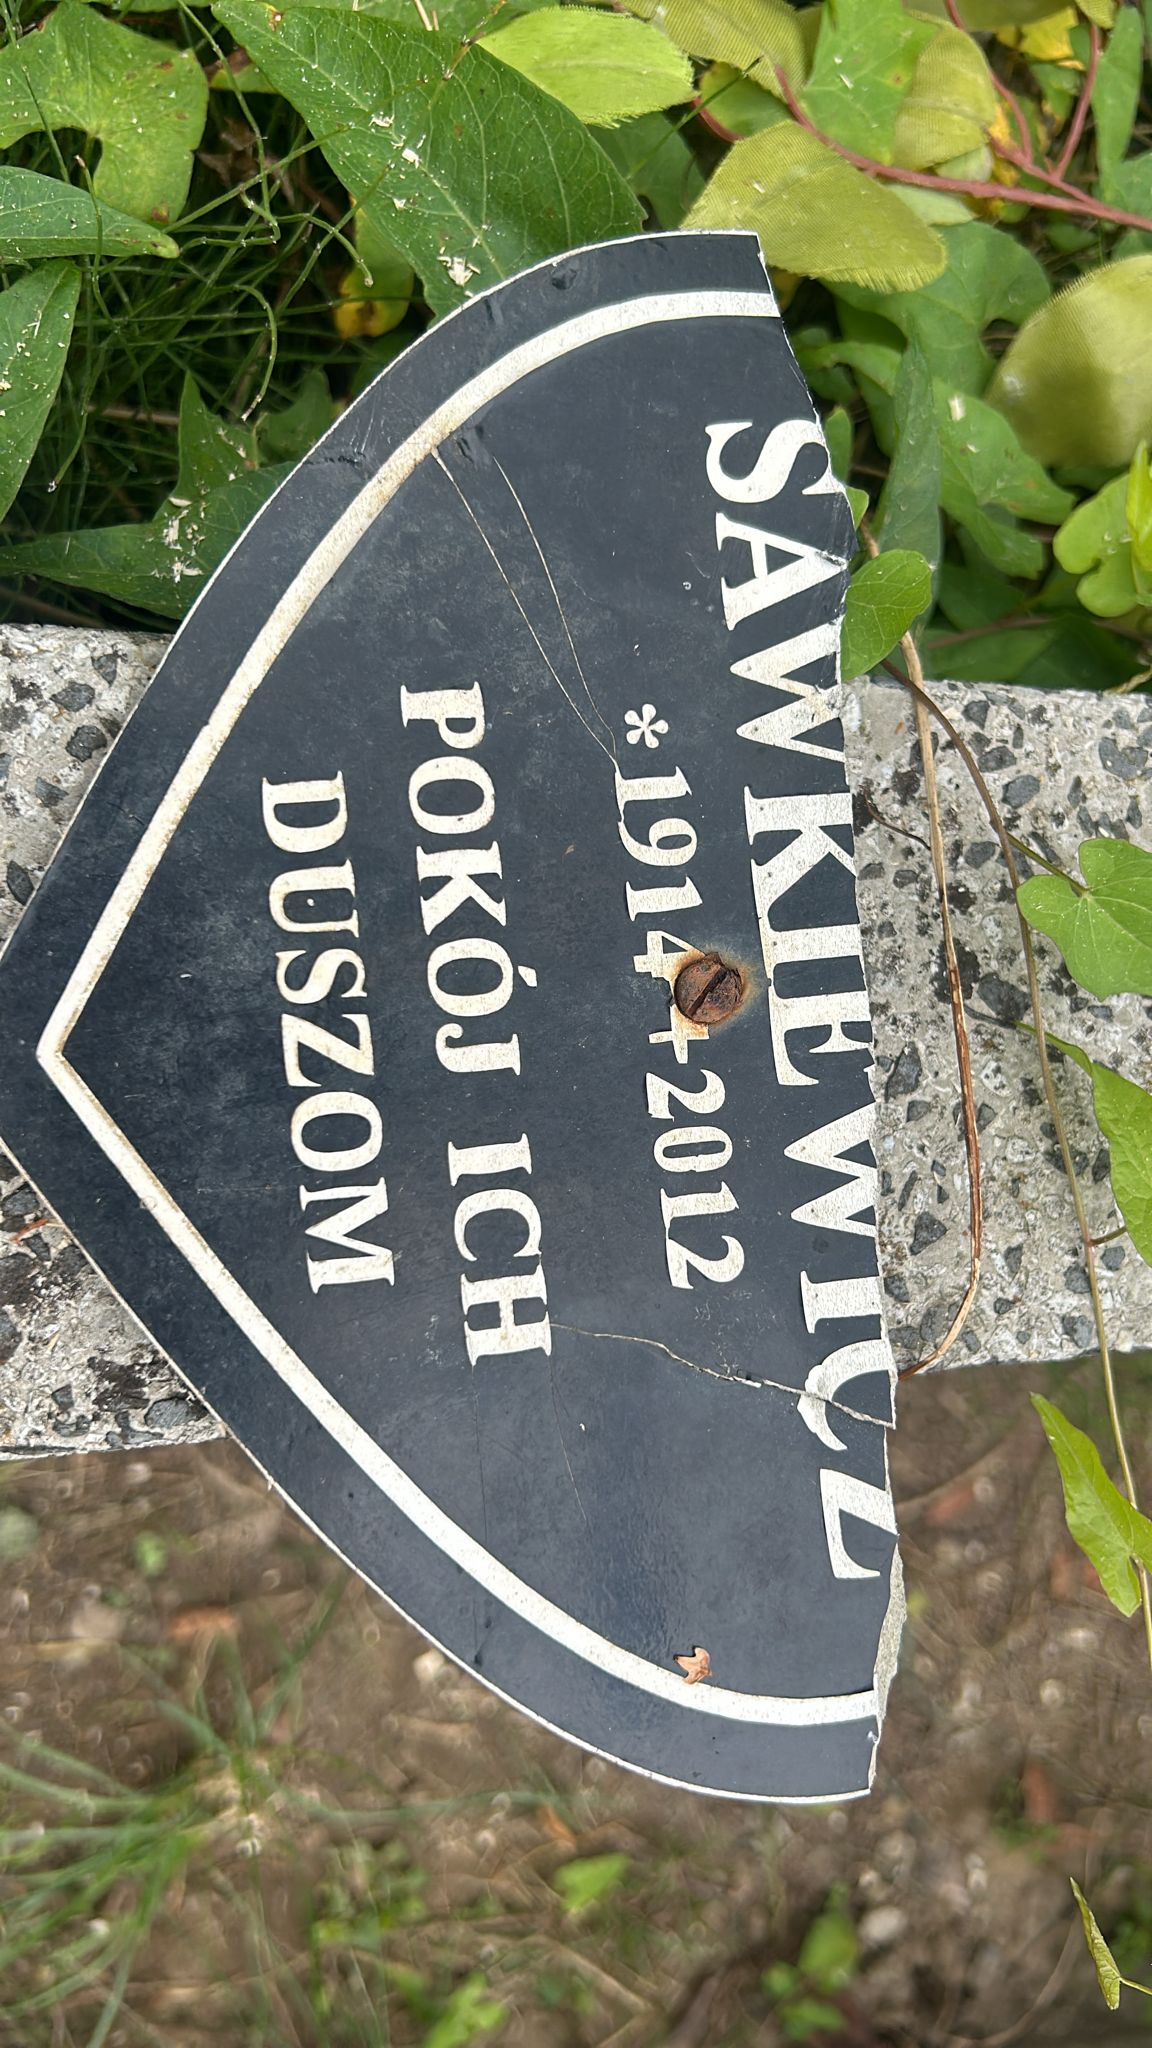 SAWKIEWICZ
*1914 +2012
POKÓJ ICH
DUSZOM